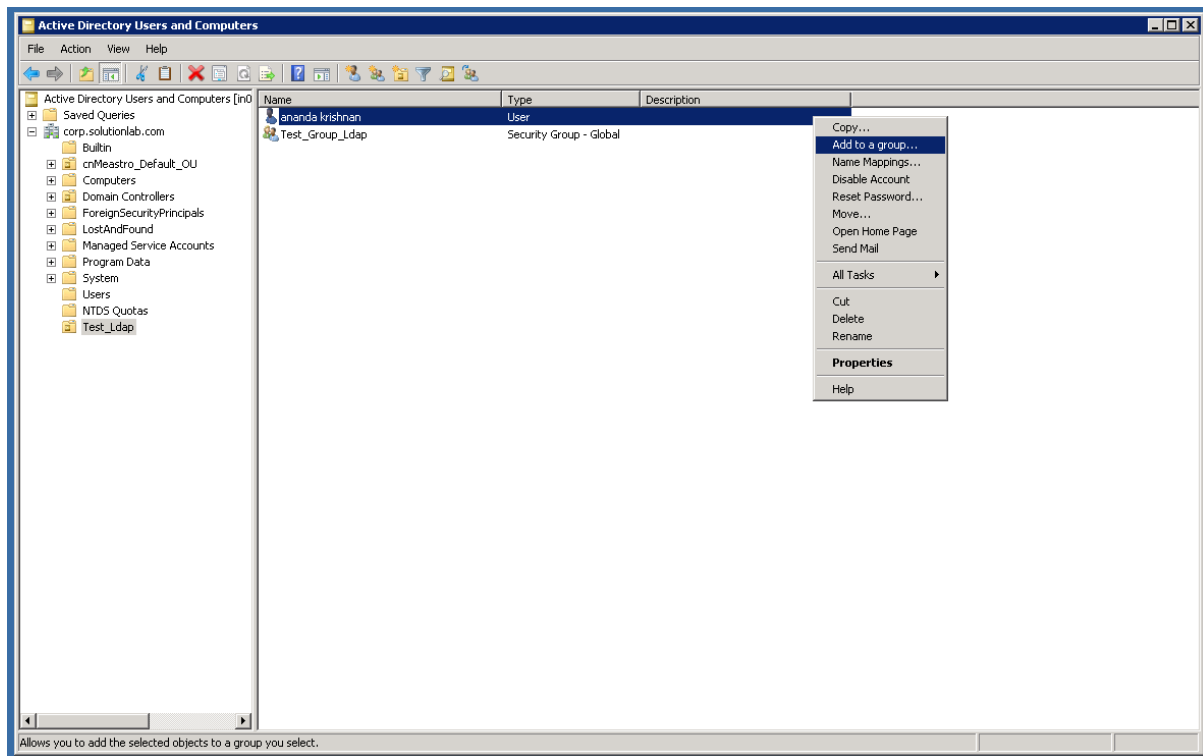 Active Directory Users and Computers
File Action View Help
Active Directory Users and Computers [in0
Name Type Description
Saved Queries
corp.solutionlab.com
Builtin
cnMeastro_Default_OU
Computers
Domain Controllers
ForeignSecurityPrincipals
LostAndFound
Managed Service Accounts
Program Data
System
Users
NTDS Quotas
Test_Ldap
ananda krishnan User
Test_Group_Ldap Security Group - Global
Copy...
Add to a group...
Name Mappings...
Disable Account
Reset Password...
Move...
Open Home Page
Send Mail
All Tasks
Cut
Delete
Rename
Properties
Help
Allows you to add the selected objects to a group you select.